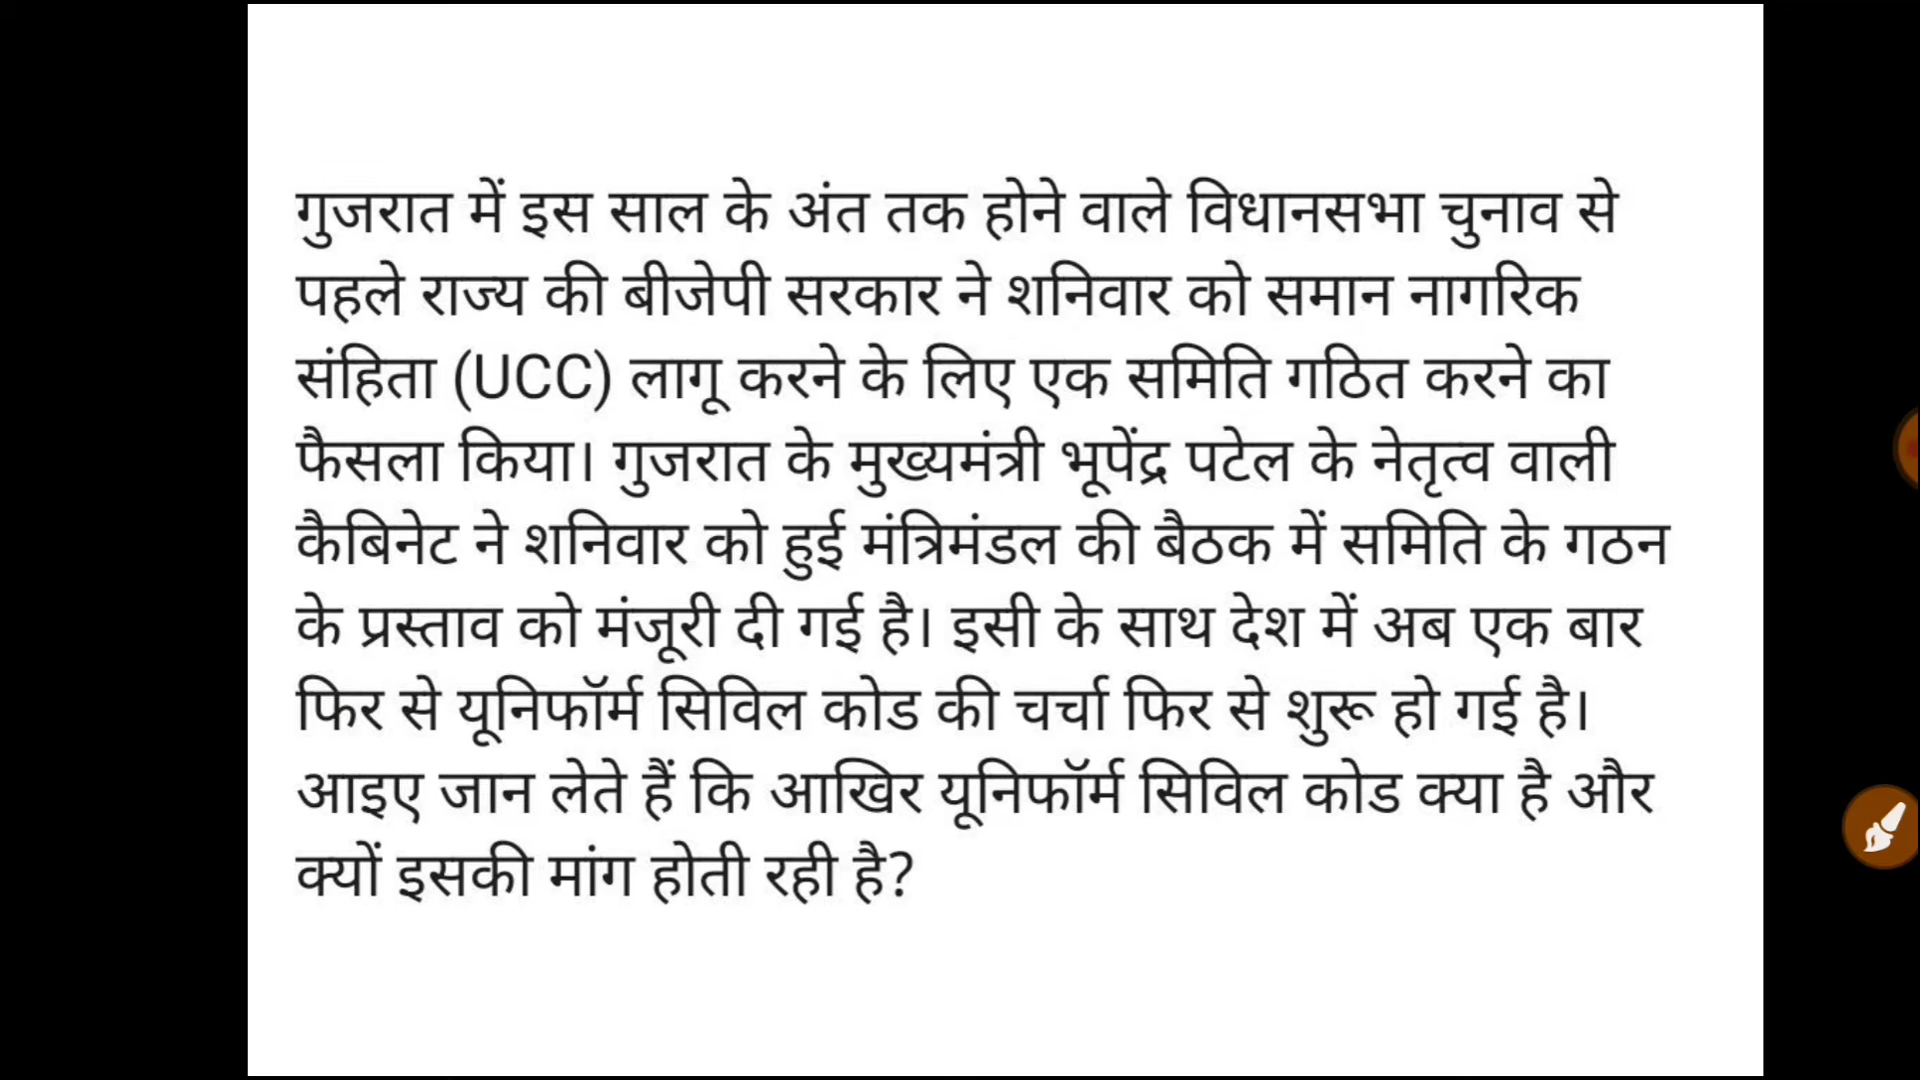 गुजरात में इस साल के अंत तक होने वाले विधानसभा चुनाव से
पहले राज्य की बीजेपी सरकार ने शनिवार को समान नागरिक
संहिता (UCC) लागू करने के लिए एक समिति गठित करने का
फैसला किया। गुजरात के मुख्यमंत्री भूपेंद्र पटेल के नेतृत्व वाली
कैबिनेट ने शनिवार को हुई मंत्रिमंडल की बैठक में समिति के गठन
के प्रस्ताव को मंजूरी दी गई है। इसी के साथ देश में अब एक बार
फिर से यूनिफॉर्म सिविल कोड की चर्चा फिर से शुरू हो गई है।
आइए जान लेते हैं कि आखिर यूनिफॉर्म सिविल कोड क्या है और
क्यों इसकी मांग होती रही है?